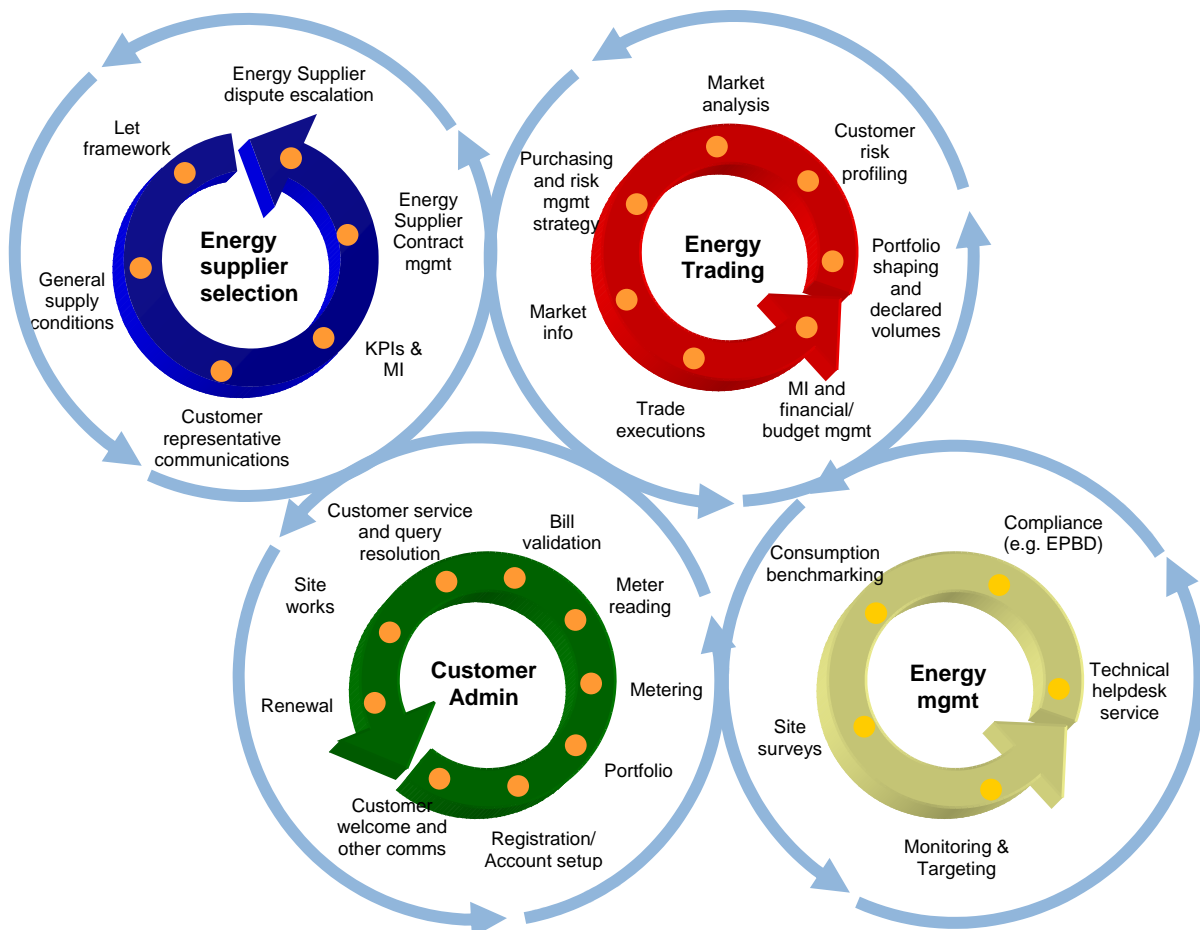 Energy Supplier
dispute escalation
Let
framework
Energy
Supplier
Contract
mgmt
Energy
supplier
selection
General
supply
conditions
KPIs &
MI
Customer
representative
communications
Market
analysis
Customer
risk
profiling
Purchasing
and risk
mgmt
strategy
Energy
Trading
Portfolio
shaping
and
declared
volumes
Market
info
Trade
executions
MI and
financial/
budget mgmt
Customer service
and query
resolution
Bill
validation
Site
works
Meter
reading
Customer
Admin
Renewal
Metering
Portfolio
Customer
welcome and
other comms
Registration/
Account setup
Compliance
(e.g. EPBD)
Consumption
benchmarking
Energy
mgmt
Technical
helpdesk
service
Site
surveys
Monitoring &
Targeting